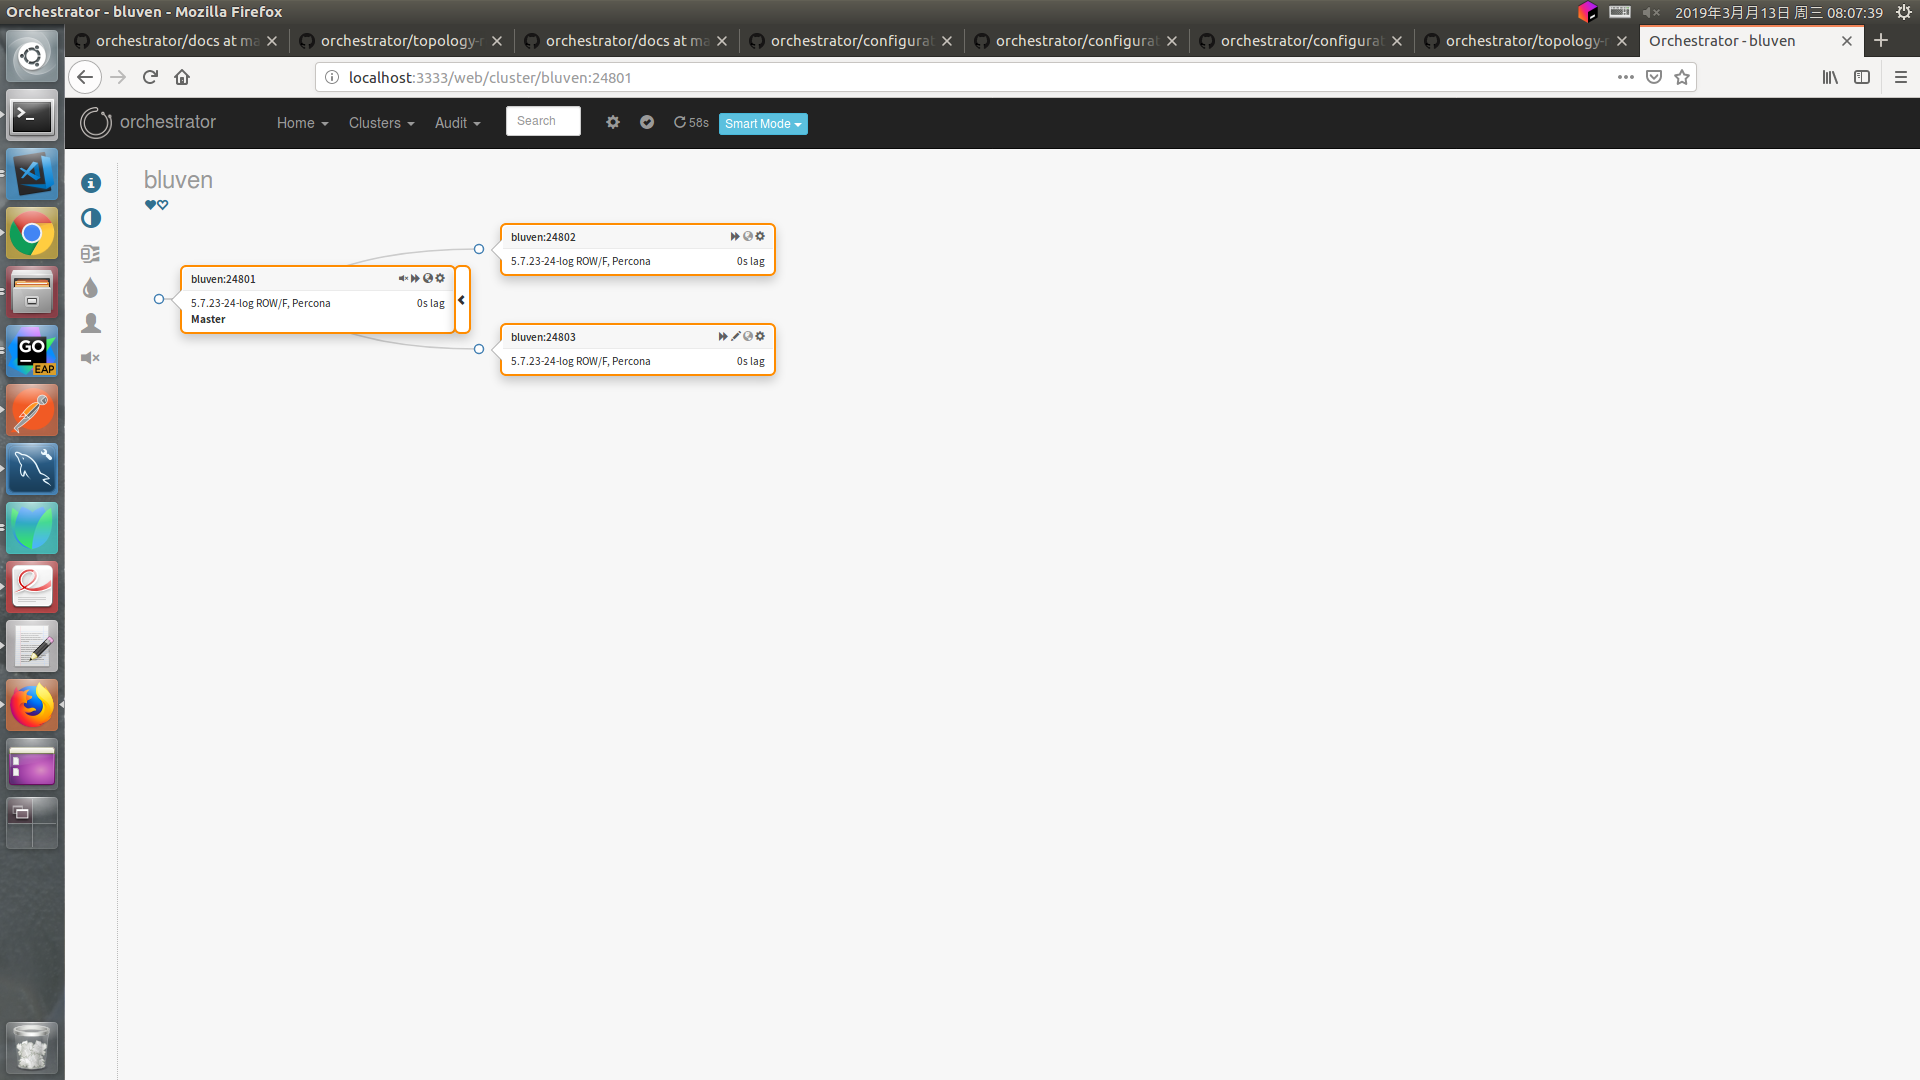 Orchestrator - bluven - Mozilla Firefox
2019年3月月13日 周三 08:07:39
orchestrator/docs at ma
orchestrator/topology-r
orchestrator/docs at ma
orchestrator/configurat
orchestrator/configurat
orchestrator/configurat
orchestrator/topology-r
Orchestrator - bluven
localhost:3333/web/cluster/bluven:24801
orchestrator
Home
Clusters
Audit
Search
58s
Smart Mode
bluven
bluven:24802
5.7.23-24-log ROW/F, Percona 0s lag
bluven:24801
5.7.23-24-log ROW/F, Percona 0s lag
Master
bluven:24803
5.7.23-24-log ROW/F, Percona 0s lag
GO
EAP